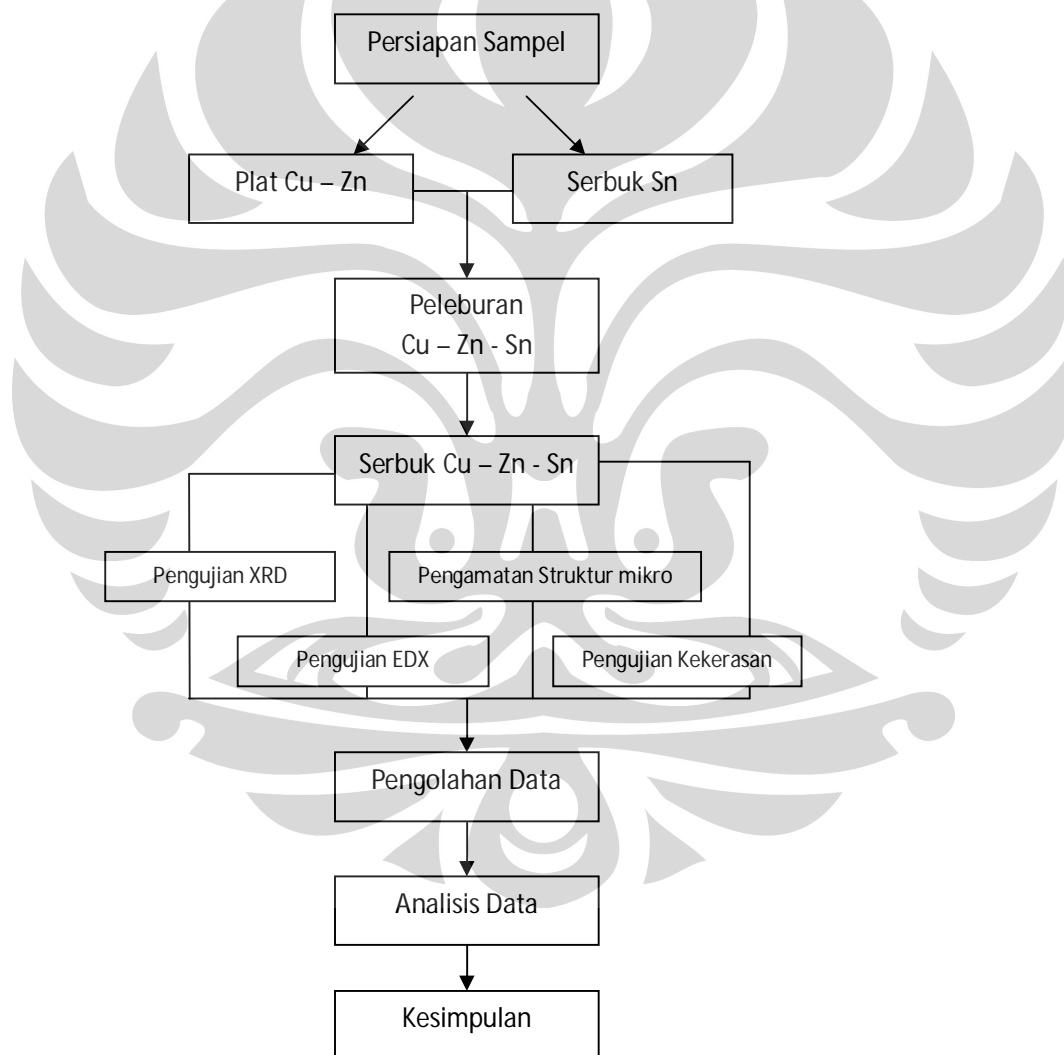 Persiapan Sampel
Plat Cu – Zn
Serbuk Sn
Peleburan
Cu – Zn - Sn
Serbuk Cu – Zn - Sn
Pengujian XRD
Pengamatan Struktur mikro
Pengujian EDX
Pengujian Kekerasan
Pengolahan Data
Analisis Data
Kesimpulan